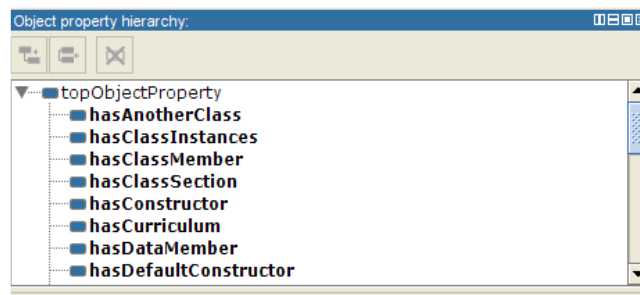 Object property hierarchy:
topObjectProperty
hasAnotherClass
hasClassInstances
hasClassMember
hasClassSection
hasConstructor
hasCurriculum
hasDataMember
hasDefaultConstructor